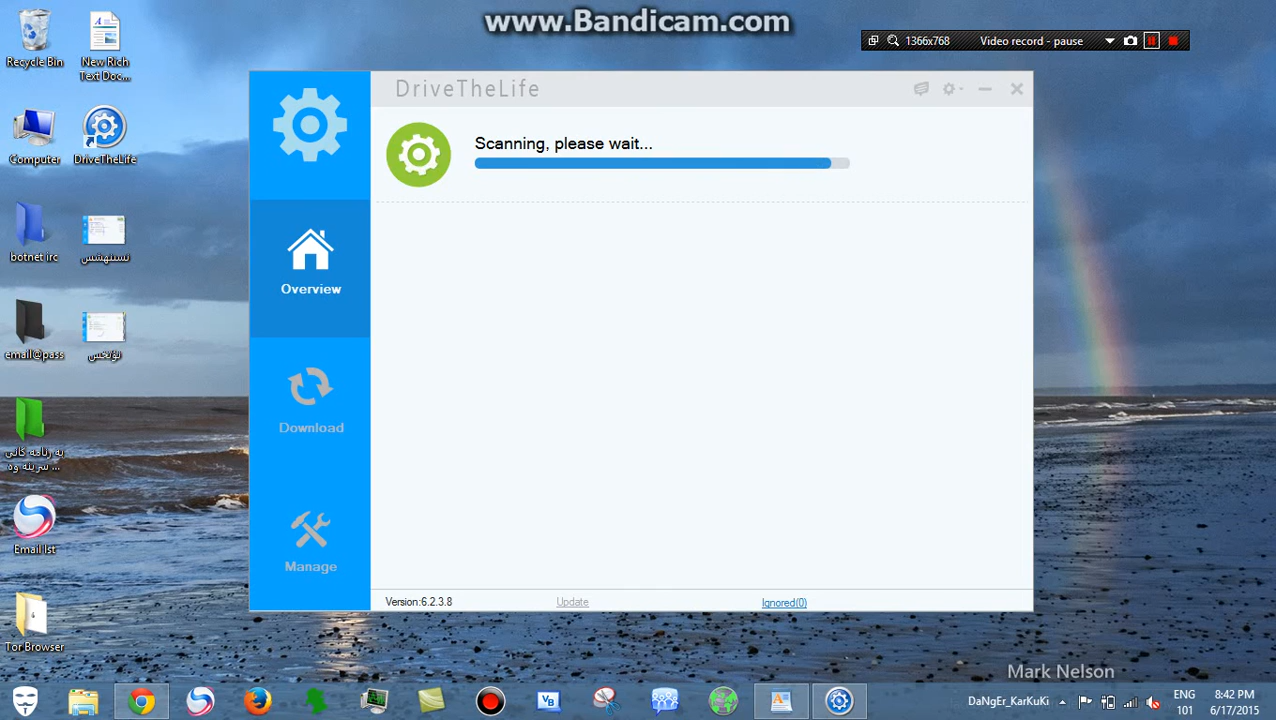 www.Bandicam.com
1366x768
Video record - pause
Recycle Bin
New Rich
Text Doc...
Computer
DriveTheLife
botnet irc
email@pass
Email lst
Tor Browser
DriveTheLife
Scanning, please wait...
Overview
Download
Manage
Version:6.2.3.8
Update
Ignored(0)
Mark Nelson
VB
DaNgEr_KarKuKi
ENG
101
8:42 PM
6/17/2015